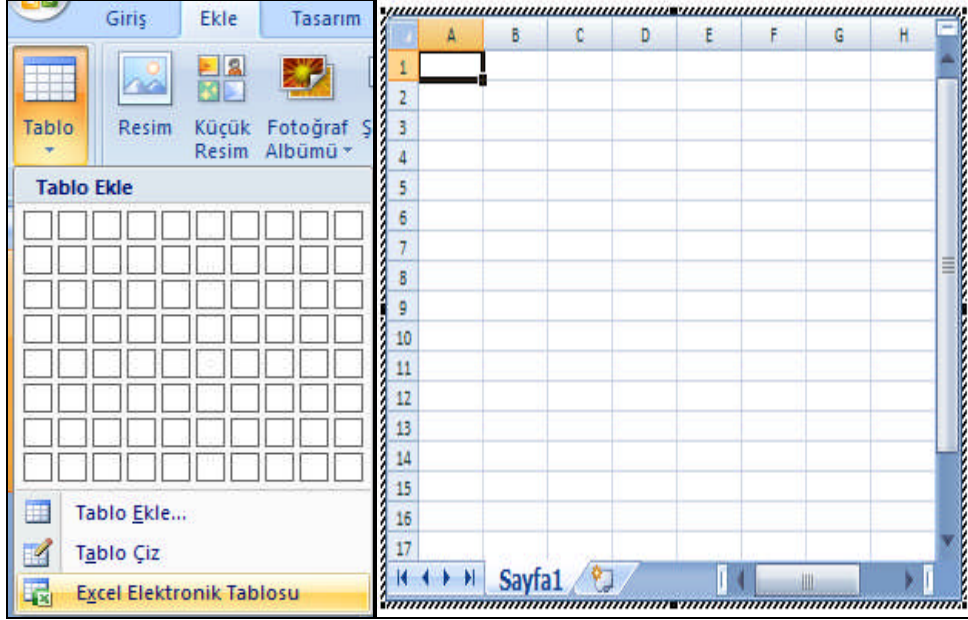 Giriş Ekle Tasarım
Tablo Resim Küçük Resim Fotoğraf Albümü Ş
Tablo Ekle
Tablo Ekle...
Tablo Çiz
Excel Elektronik Tablosu
A B C D E F G H
1
2
3
4
5
6
7
8
9
10
11
12
13
14
15
16
17
Sayfa1